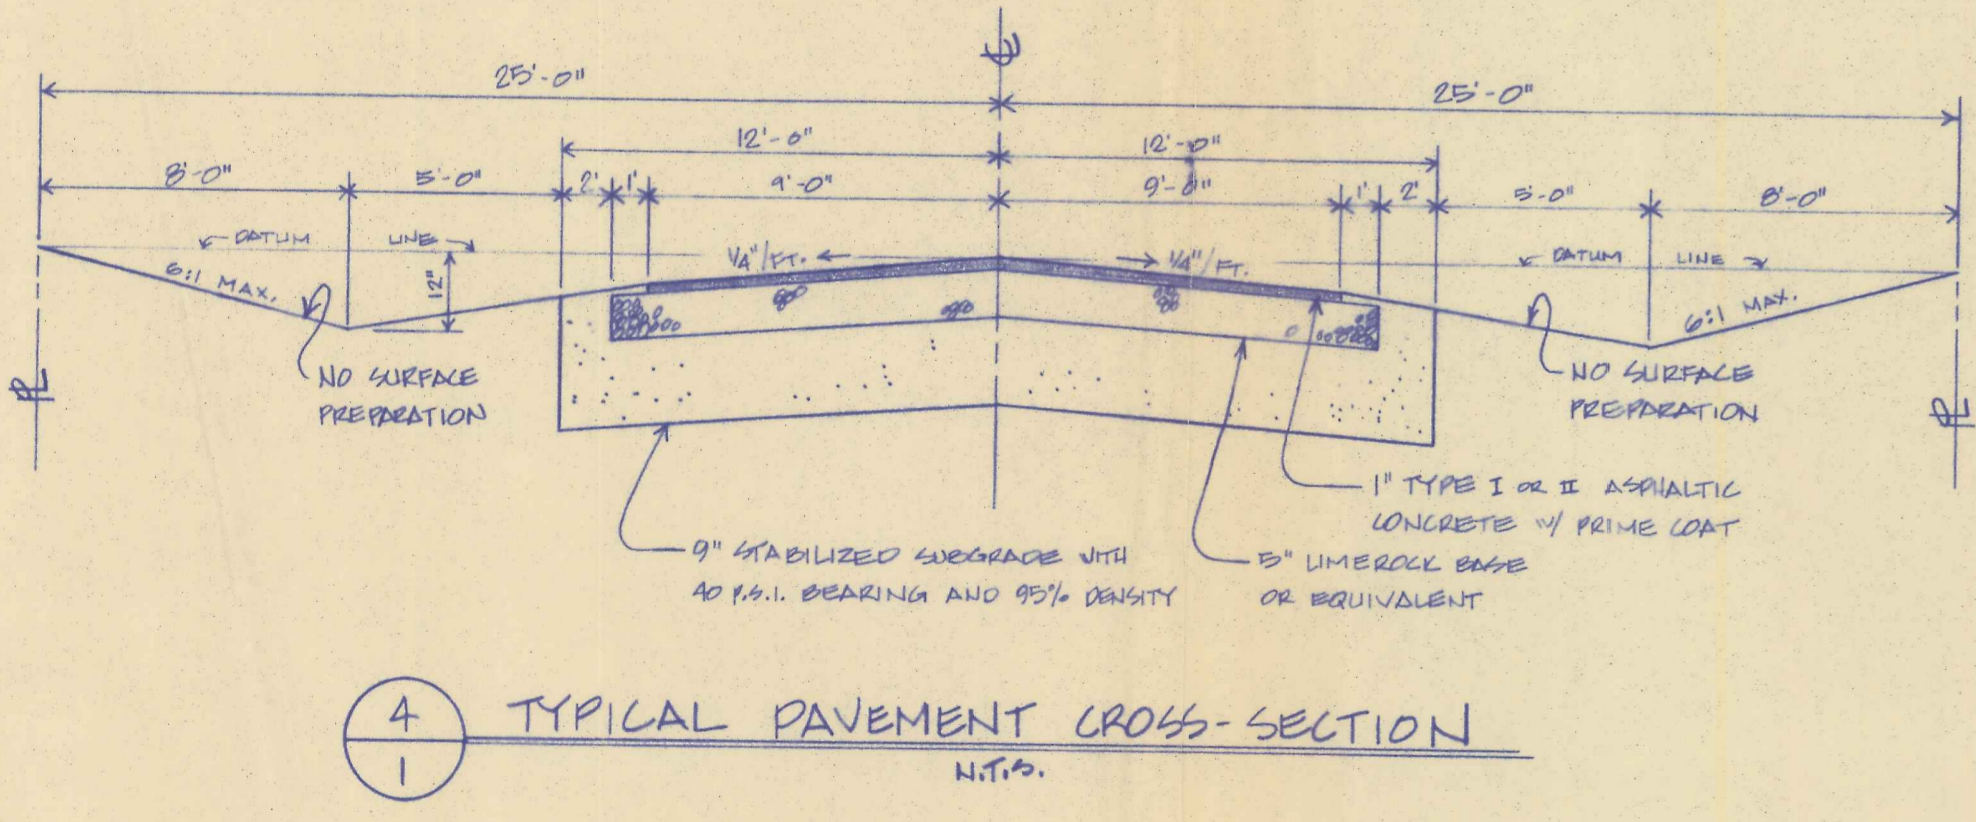 ℄
25'-0" 25'-0"
12'-0" 12'-0"
8'-0" 5'-0" 2' 1' 9'-0" 9'-0" 1' 2' 5'-0" 8'-0"
DATUM LINE 1/4"/FT. 1/4"/FT. DATUM LINE
6:1 MAX. 12" 6:1 MAX.
NO SURFACE
PREPARATION
NO SURFACE
PREPARATION
℄ ℄
1" TYPE I OR II ASPHALTIC
CONCRETE W/ PRIME COAT
9" STABILIZED SUBGRADE WITH
40 P.S.I. BEARING AND 95% DENSITY
5" LIMEROCK BASE
OR EQUIVALENT
4
1
TYPICAL PAVEMENT CROSS-SECTION
N.T.S.